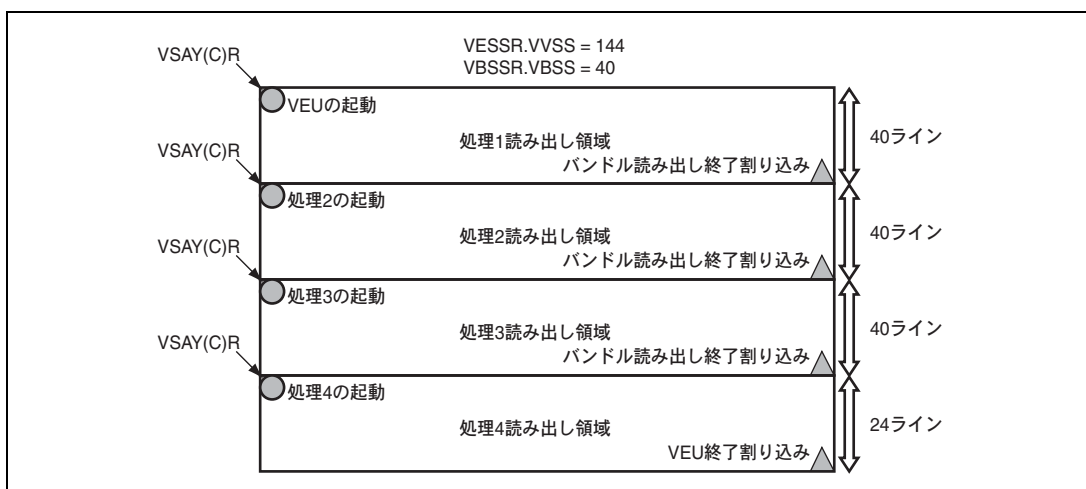 VESSR.VVSS = 144
VBSSR.VBSS = 40
VSAY(C)R
VEUの起動
処理1読み出し領域
バンドル読み出し終了割り込み
40ライン
VSAY(C)R
処理2の起動
処理2読み出し領域
バンドル読み出し終了割り込み
40ライン
VSAY(C)R
処理3の起動
処理3読み出し領域
バンドル読み出し終了割り込み
40ライン
VSAY(C)R
処理4の起動
処理4読み出し領域
VEU終了割り込み
24ライン